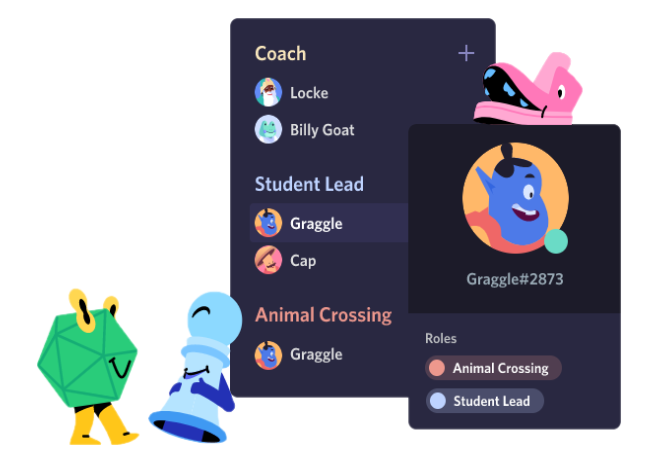 Coach
Locke
Billy Goat
Student Lead
Graggle
Cap
Animal Crossing
Graggle
Graggle#2873
Roles
Animal Crossing
Student Lead